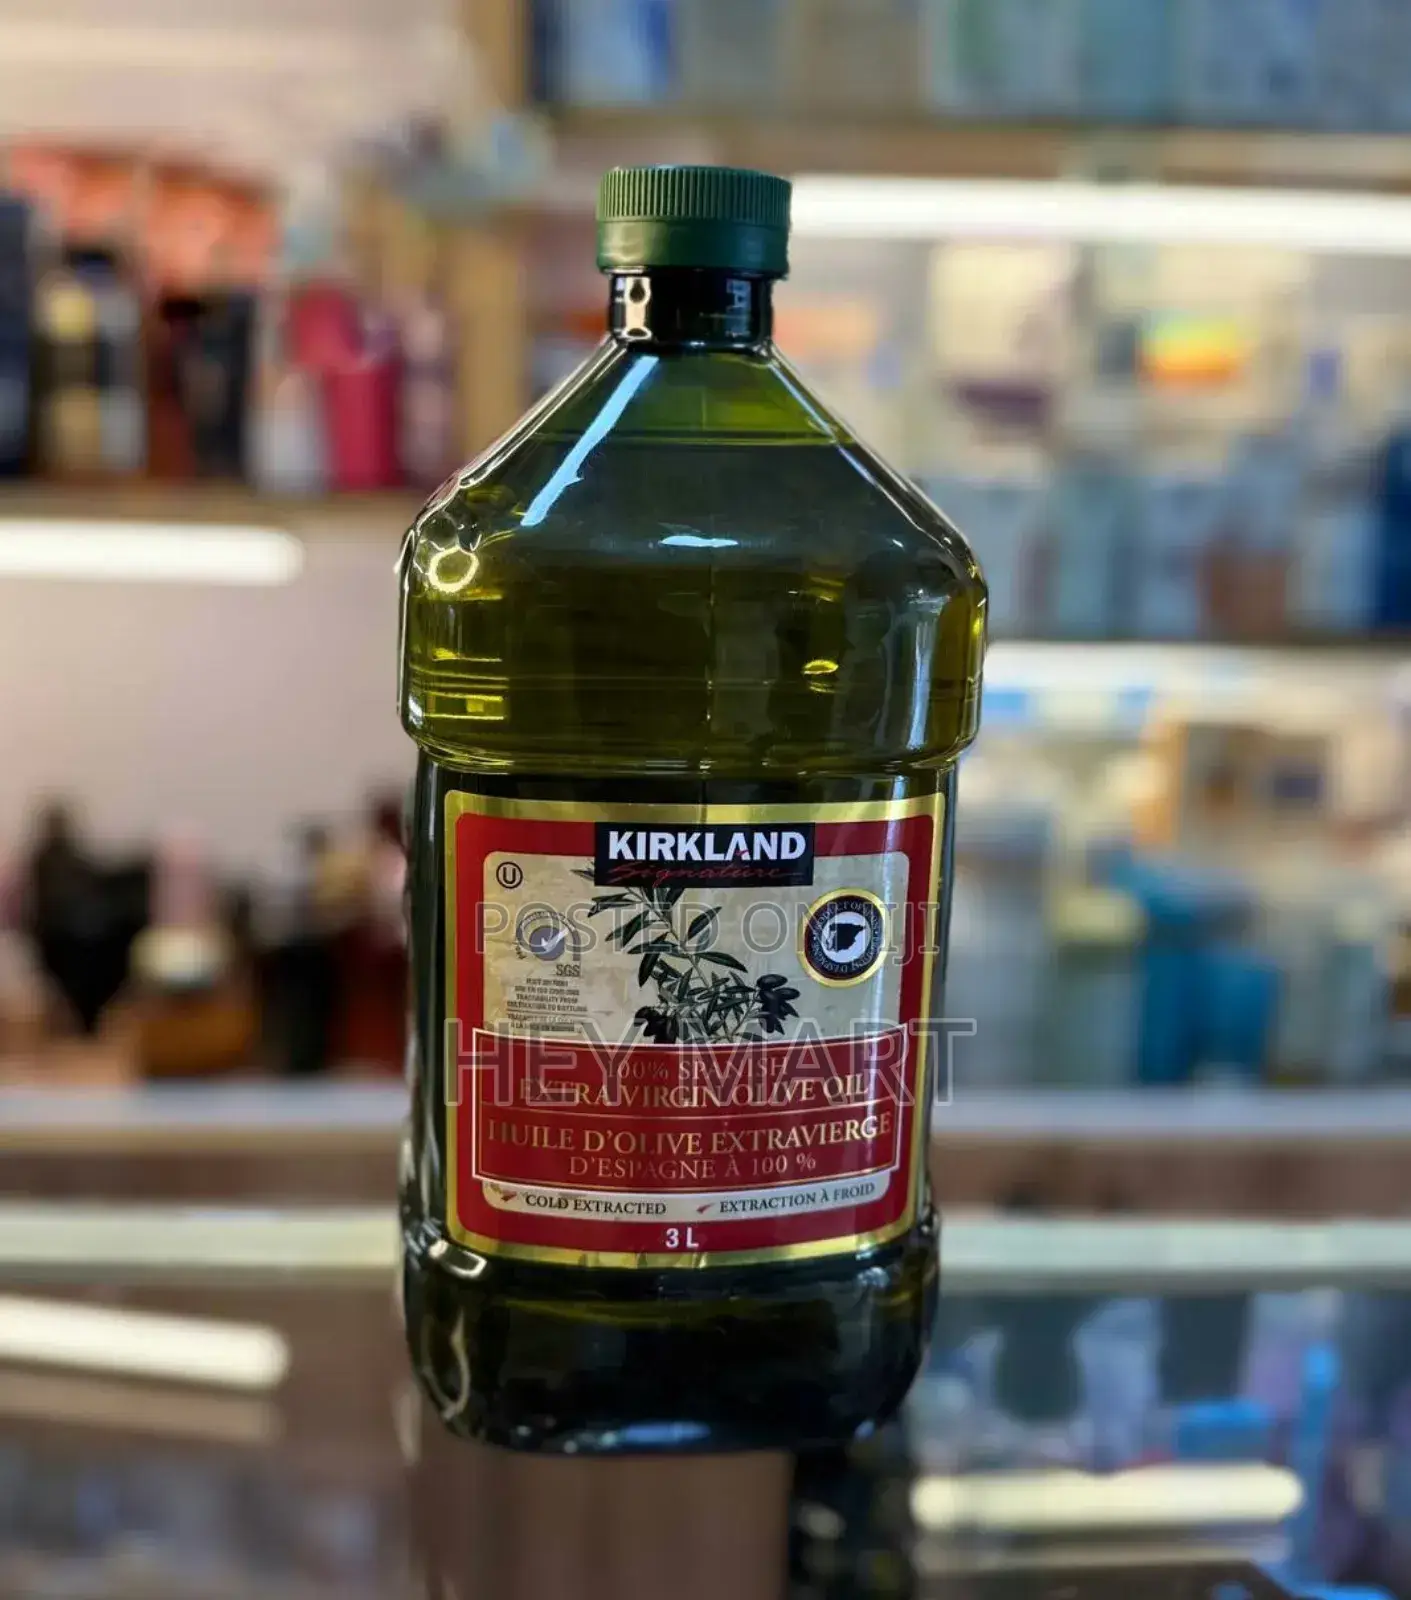 KIRKLAND
Signature
U
SGS
POSTED ON JIJI
HEY MART
100% SPANISH
EXTRA VIRGIN OLIVE OIL
HUILE D'OLIVE EXTRAVIERGE
D'ESPAGNE À 100 %
COLD EXTRACTED EXTRACTION À FROID
3 L